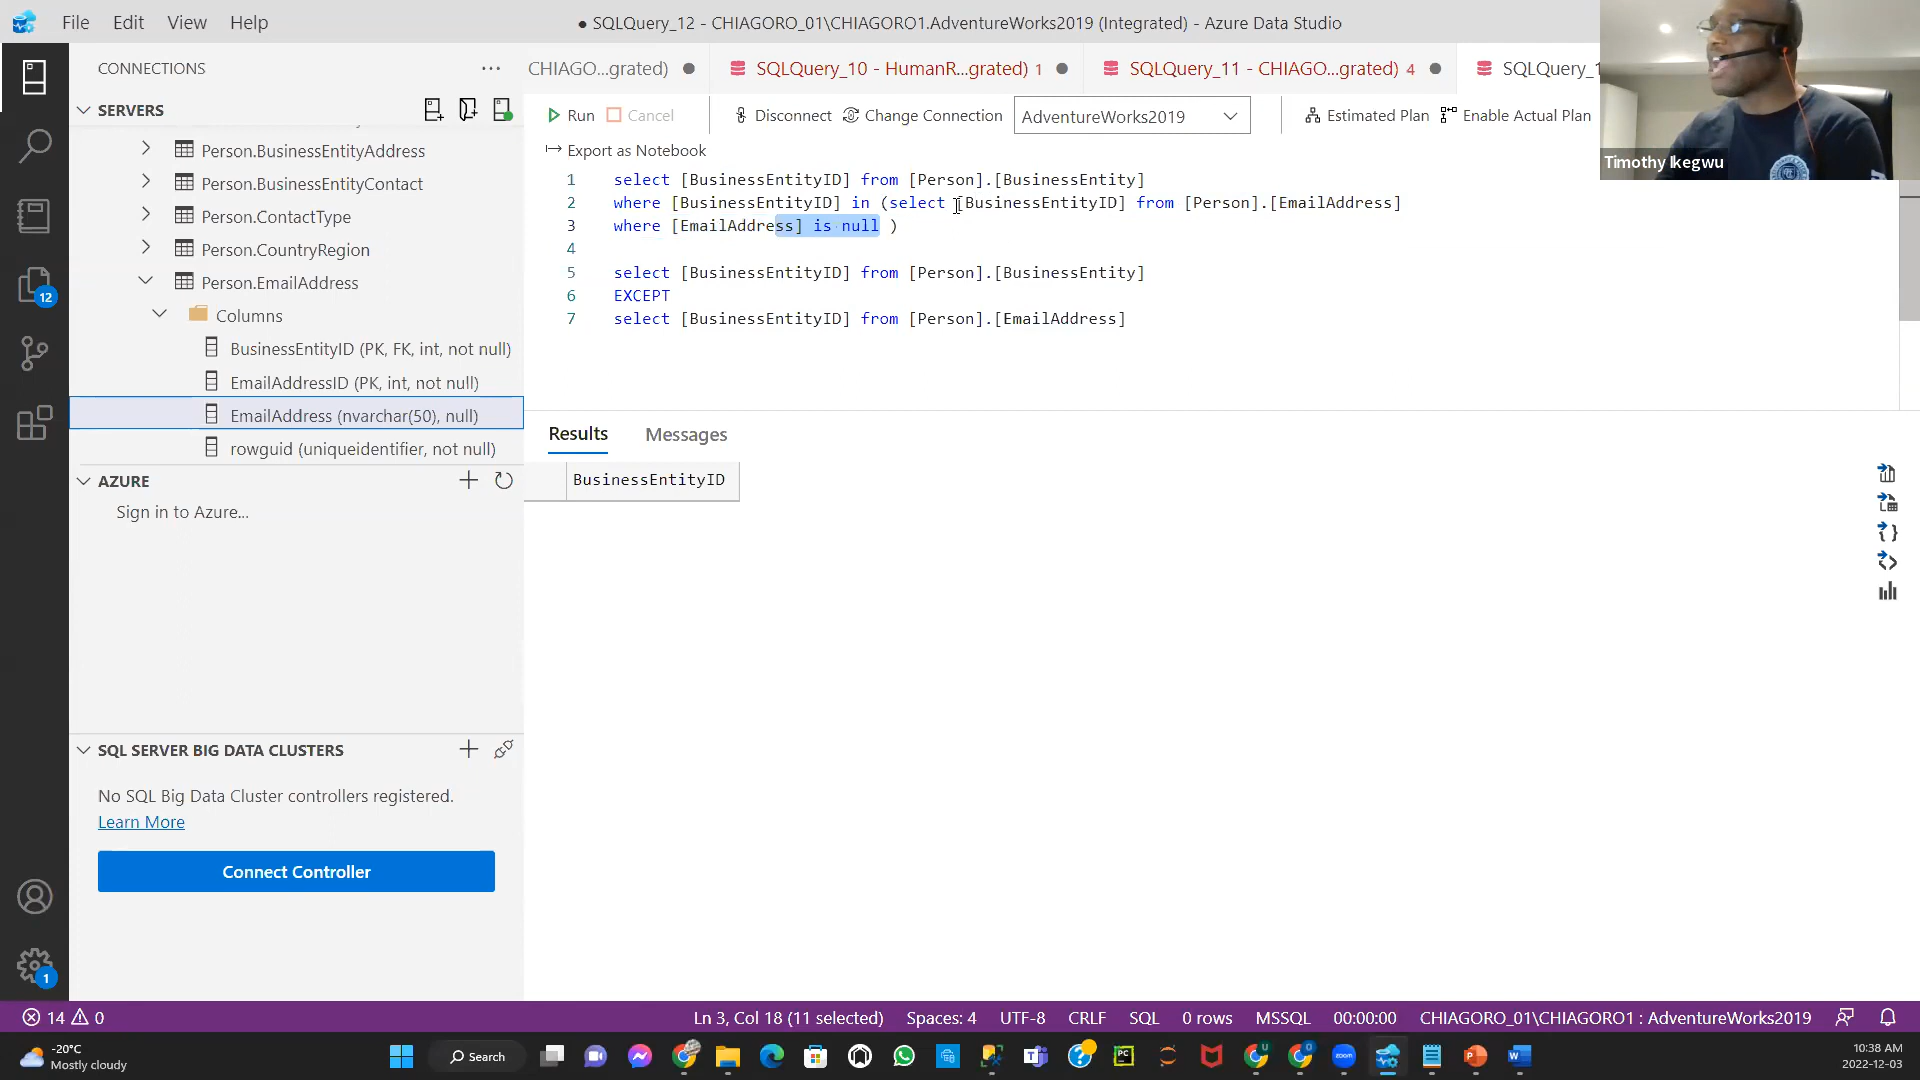 File Edit View Help
● SQLQuery_12 - CHIAGORO_01\CHIAGORO1.AdventureWorks2019 (Integrated) - Azure Data Studio
CONNECTIONS
CHIAGO...grated)
SQLQuery_10 - HumanR...grated) 1
SQLQuery_11 - CHIAGO...grated) 4
SQLQuery_1
Timothy Ikegwu
SERVERS
Run Cancel Disconnect Change Connection AdventureWorks2019 Estimated Plan Enable Actual Plan
Export as Notebook
Person.BusinessEntityAddress
Person.BusinessEntityContact
Person.ContactType
Person.CountryRegion
Person.EmailAddress
Columns
BusinessEntityID (PK, FK, int, not null)
EmailAddressID (PK, int, not null)
EmailAddress (nvarchar(50), null)
rowguid (uniqueidentifier, not null)
1 select [BusinessEntityID] from [Person].[BusinessEntity]
2 where [BusinessEntityID] in (select [BusinessEntityID] from [Person].[EmailAddress]
3 where [EmailAddress] is null )
4
5 select [BusinessEntityID] from [Person].[BusinessEntity]
6 EXCEPT
7 select [BusinessEntityID] from [Person].[EmailAddress]
Results Messages
BusinessEntityID
12
AZURE
Sign in to Azure...
SQL SERVER BIG DATA CLUSTERS
No SQL Big Data Cluster controllers registered.
Learn More
Connect Controller
1
14 0
Ln 3, Col 18 (11 selected) Spaces: 4 UTF-8 CRLF SQL 0 rows MSSQL 00:00:00 CHIAGORO_01\CHIAGORO1 : AdventureWorks2019
-20°C
Mostly cloudy
Search
10:38 AM
2022-12-03